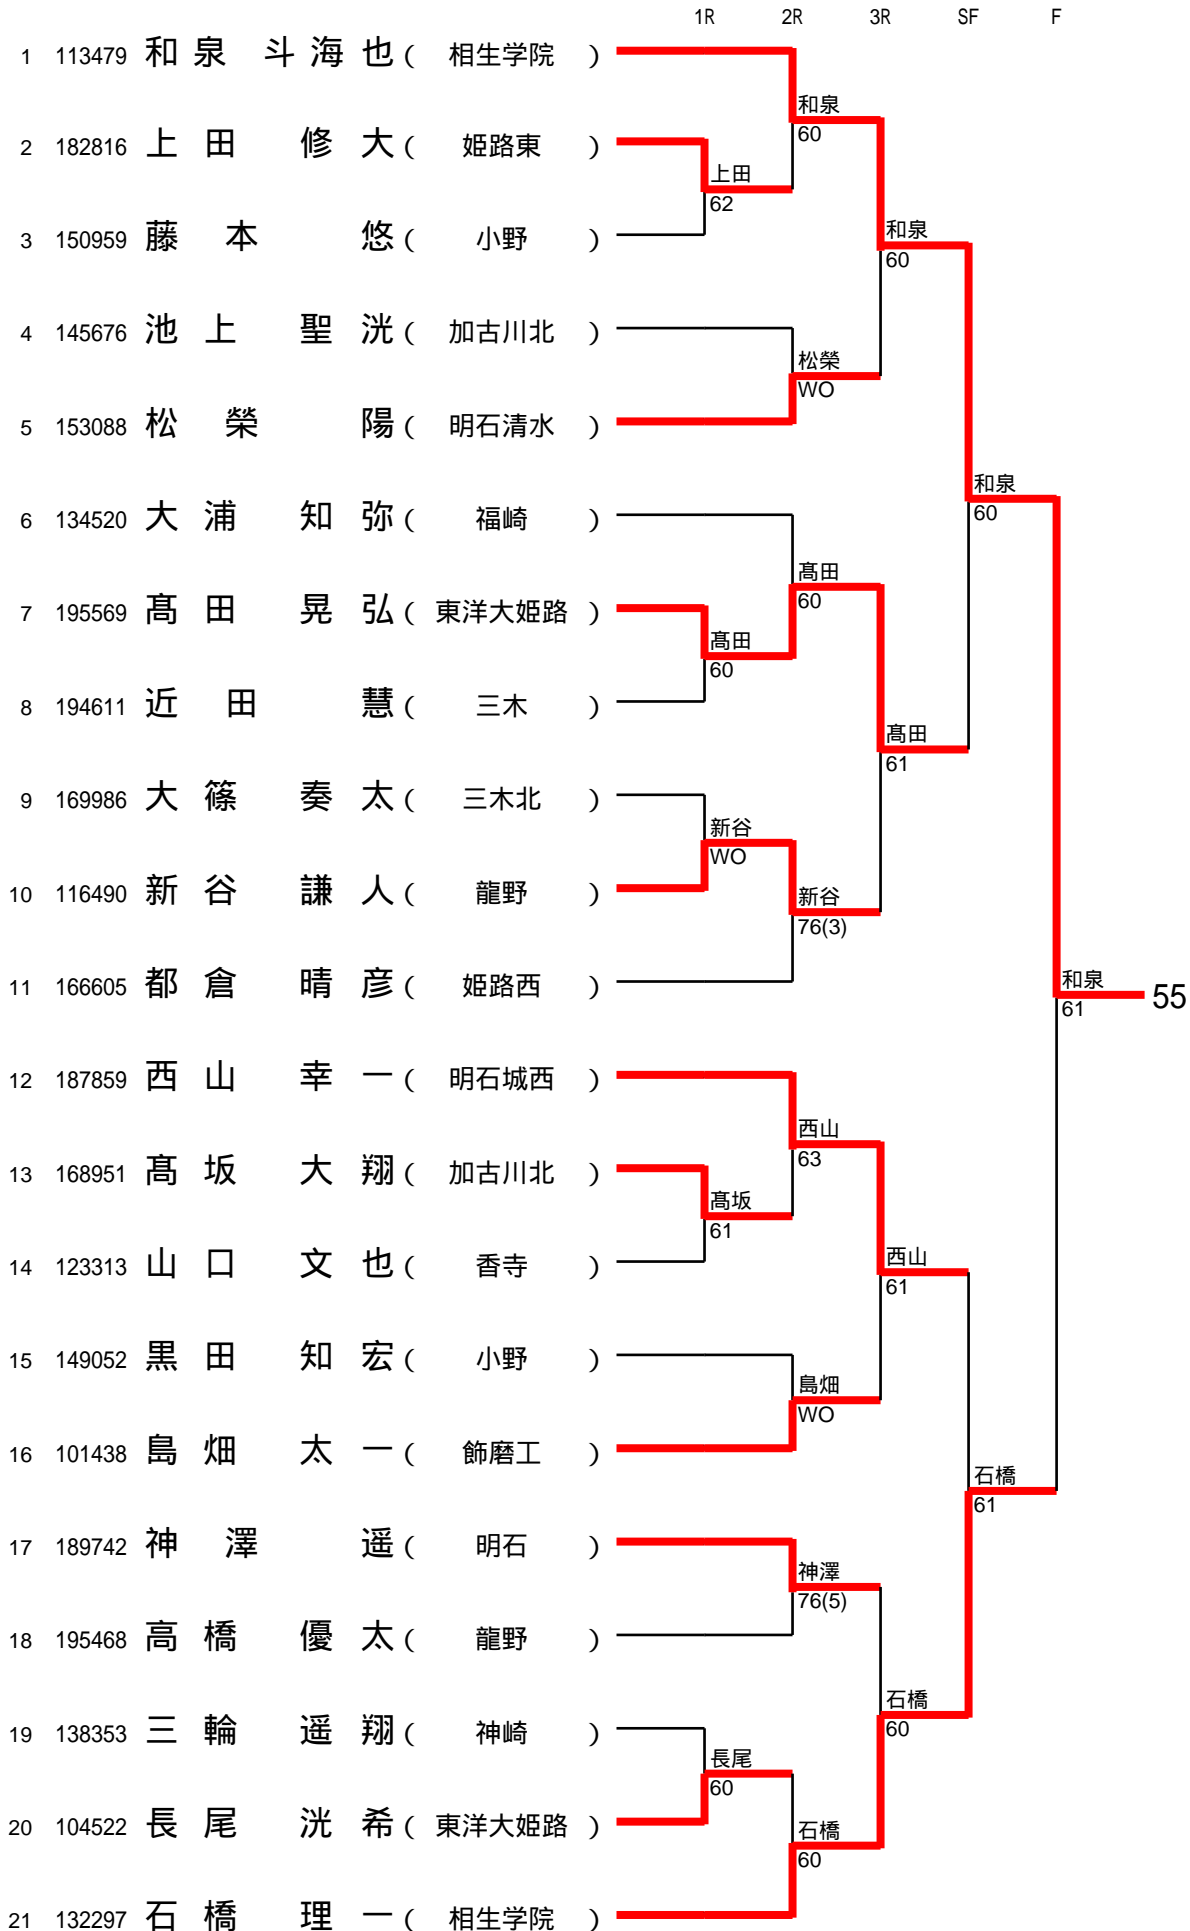 1R 2R 3R SF F
1 113479 和泉 斗海也 ( 相生学院 )
和泉
60
2 182816 上田 修大 ( 姫路東 )
上田
62
3 150959 藤本 悠 ( 小野 )
和泉
60
4 145676 池上 聖洸 ( 加古川北 )
松榮
WO
5 153088 松榮 陽 ( 明石清水 )
和泉
60
6 134520 大浦 知弥 ( 福崎 )
髙田
60
7 195569 髙田 晃弘 ( 東洋大姫路 )
髙田
60
8 194611 近田 慧 ( 三木 )
髙田
61
9 169986 大篠 奏太 ( 三木北 )
新谷
WO
10 116490 新谷 謙人 ( 龍野 )
新谷
76(3)
11 166605 都倉 晴彦 ( 姫路西 )
和泉
61
55
12 187859 西山 幸一 ( 明石城西 )
西山
63
13 168951 髙坂 大翔 ( 加古川北 )
髙坂
61
14 123313 山口 文也 ( 香寺 )
西山
61
15 149052 黒田 知宏 ( 小野 )
島畑
WO
16 101438 島畑 太一 ( 飾磨工 )
石橋
61
17 189742 神澤 遥 ( 明石 )
神澤
76(5)
18 195468 高橋 優太 ( 龍野 )
石橋
60
19 138353 三輪 遥翔 ( 神崎 )
長尾
60
20 104522 長尾 洸希 ( 東洋大姫路 )
石橋
60
21 132297 石橋 理一 ( 相生学院 )